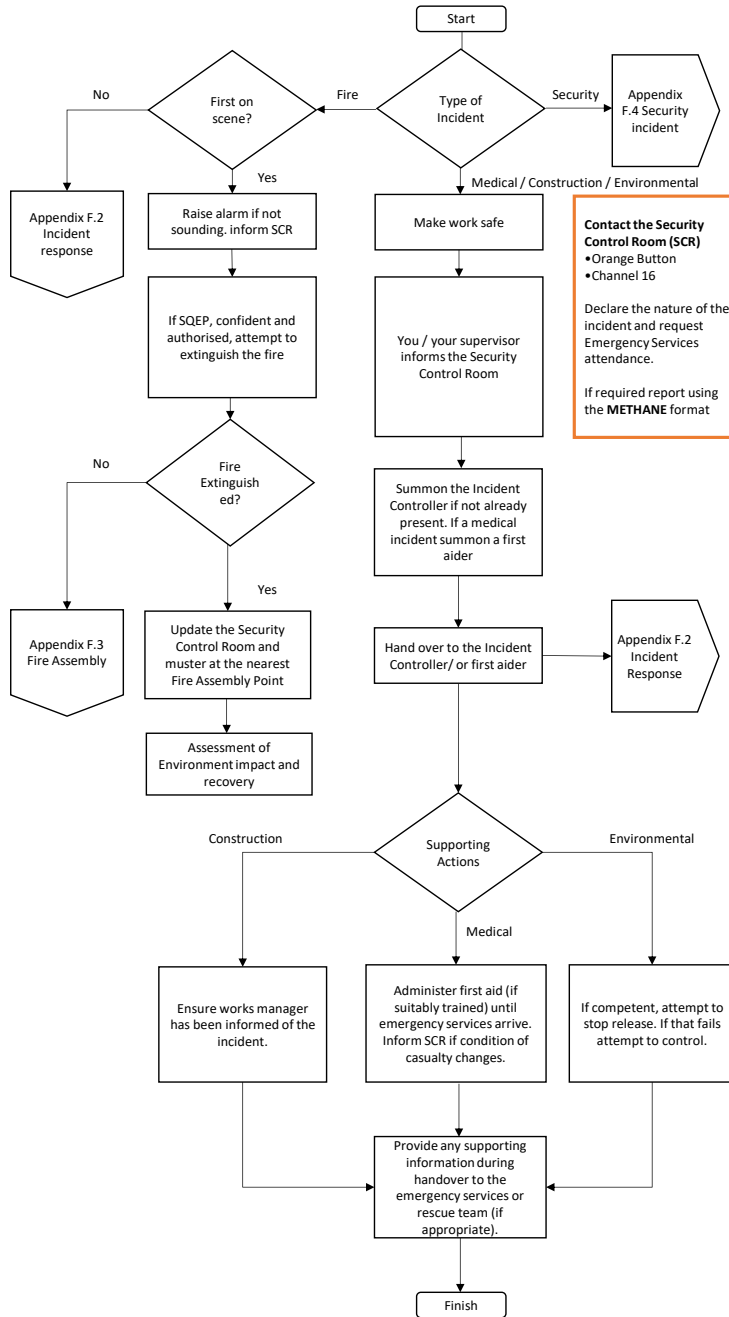 Start
No
First on
scene?
Fire
Type of
Incident
Security
Appendix
F.4 Security
incident
Yes
Medical / Construction / Environmental
Appendix F.2
Incident
response
Raise alarm if not
sounding. inform SCR
Make work safe
Contact the Security
Control Room (SCR)
•Orange Button
•Channel 16
Declare the nature of the
incident and request
Emergency Services
attendance.
If required report using
the METHANE format
If SQEP, confident and
authorised, attempt to
extinguish the fire
You / your supervisor
informs the Security
Control Room
No
Fire
Extinguish
ed?
Summon the Incident
Controller if not already
present. If a medical
incident summon a first
aider
Yes
Appendix F.3
Fire Assembly
Update the Security
Control Room and
muster at the nearest
Fire Assembly Point
Hand over to the Incident
Controller/ or first aider
Appendix F.2
Incident
Response
Assessment of
Environment impact and
recovery
Construction
Supporting
Actions
Environmental
Medical
Ensure works manager
has been informed of the
incident.
Administer first aid (if
suitably trained) until
emergency services arrive.
Inform SCR if condition of
casualty changes.
If competent, attempt to
stop release. If that fails
attempt to control.
Provide any supporting
information during
handover to the
emergency services or
rescue team (if
appropriate).
Finish